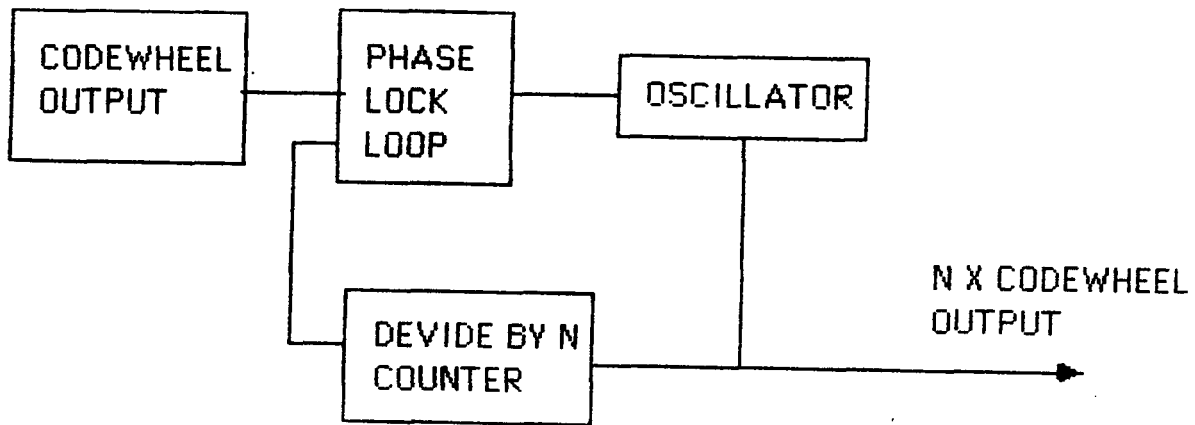 CODEWHEEL
OUTPUT
PHASE
LOCK
LOOP
OSCILLATOR
DEVIDE BY N
COUNTER
N X CODEWHEEL
OUTPUT